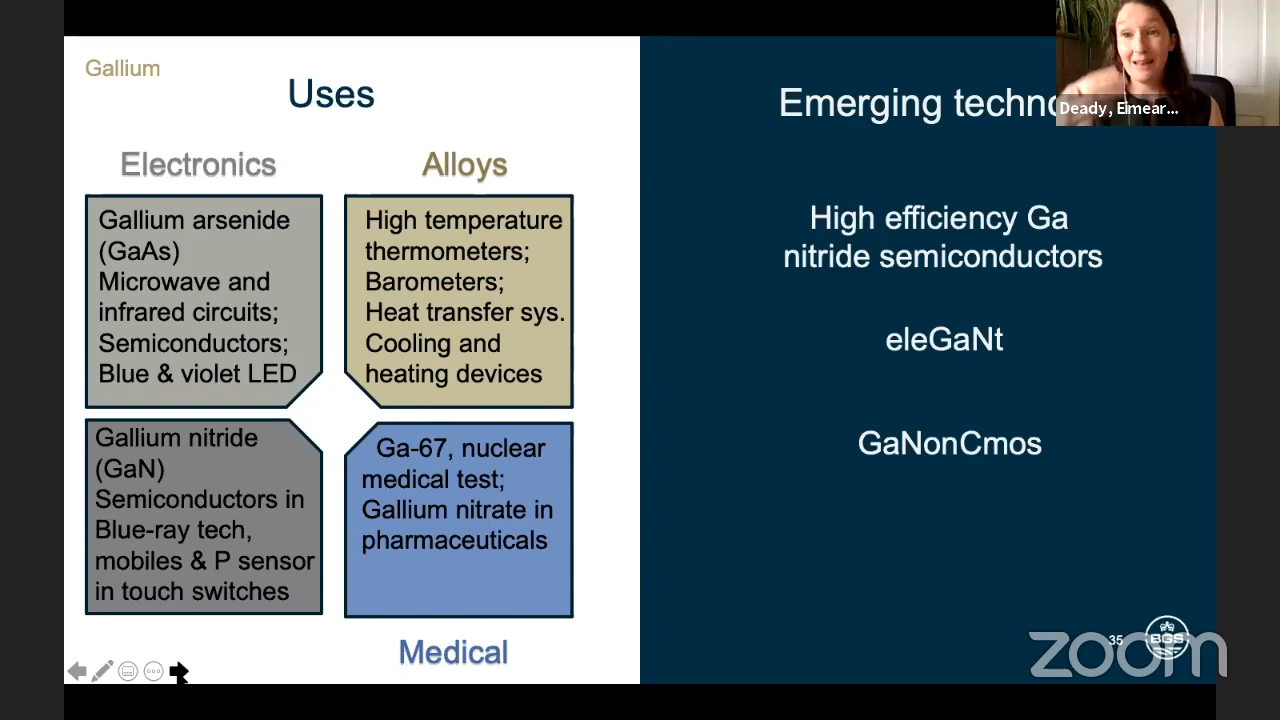 Gallium
Uses
Electronics
Alloys
Gallium arsenide
(GaAs)
Microwave and
infrared circuits;
Semiconductors;
Blue & violet LED
High temperature
thermometers;
Barometers;
Heat transfer sys.
Cooling and
heating devices
Gallium nitride
(GaN)
Semiconductors in
Blue-ray tech,
mobiles & P sensor
in touch switches
Ga-67, nuclear
medical test;
Gallium nitrate in
pharmaceuticals
Medical
Emerging techno
Deady, Eimear...
High efficiency Ga
nitride semiconductors
eleGaNt
GaNonCmos
35
BGS
zoom